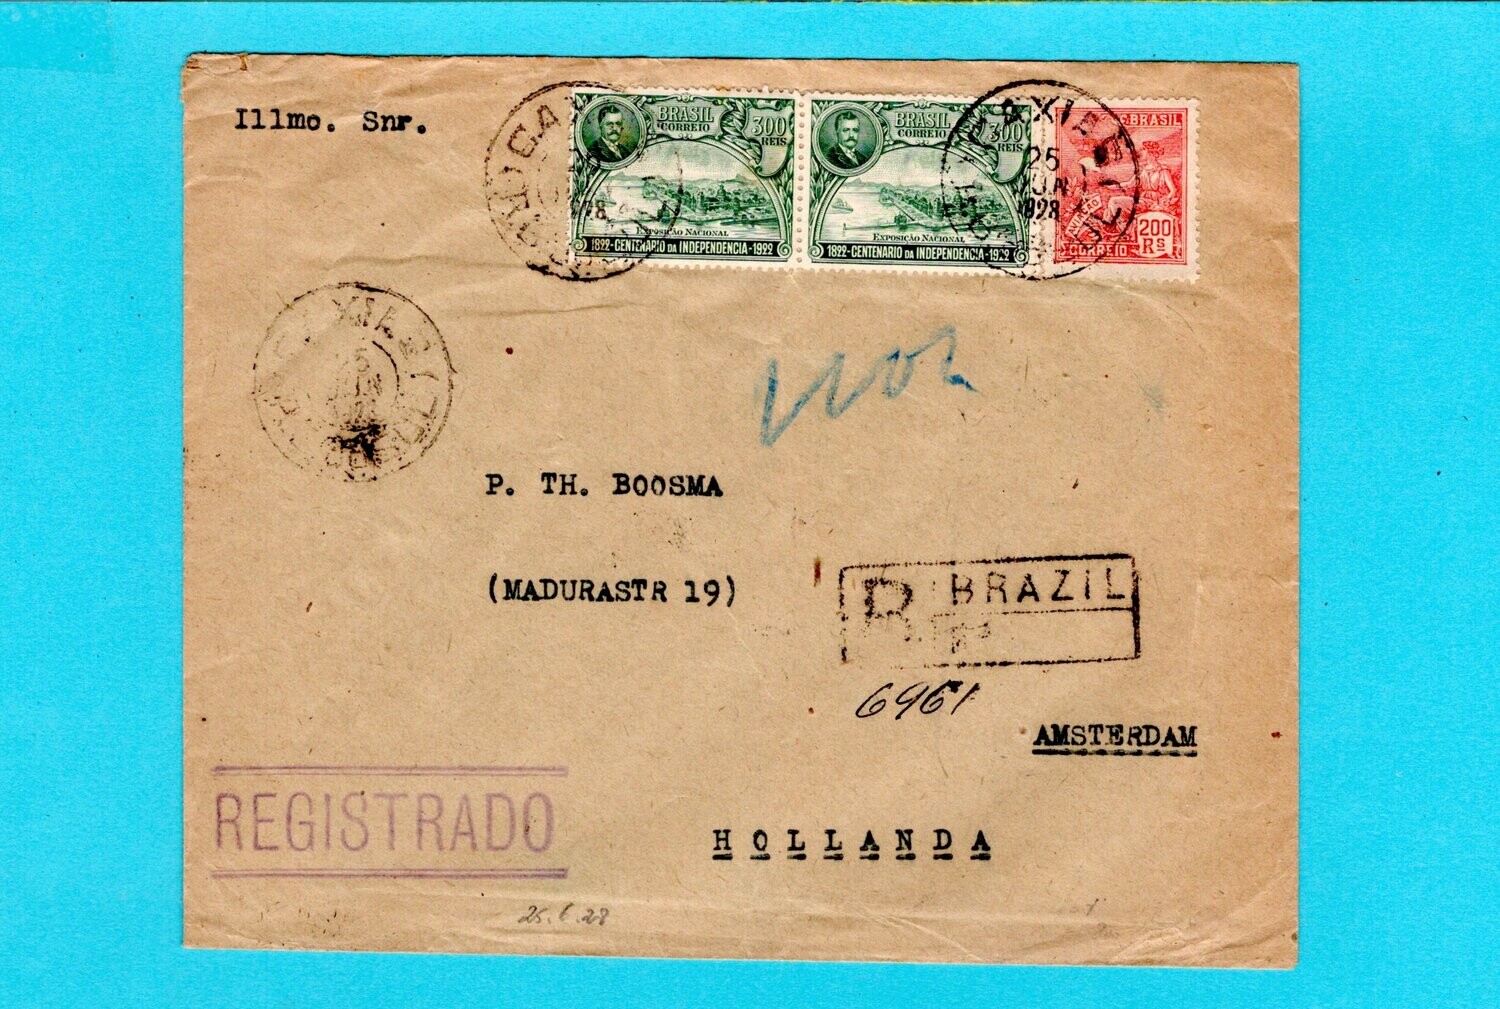 Illmo. Snr.
BRASIL
CORREIO
300
REIS
EXPOSIÇÃO NACIONAL
1822-CENTENARIO DA INDEPENDENCIA-1922
BRASIL
CORREIO
300
REIS
EXPOSIÇÃO NACIONAL
1822-CENTENARIO DA INDEPENDENCIA-1922
BRASIL
AVIAÇÃO
200
RS
CORREIO
25
JUN
1928
P. TH. BOOSMA
(MADURASTR 19)
R BRAZIL
6961
AMSTERDAM
REGISTRADO
HOLLANDA
25.6.28